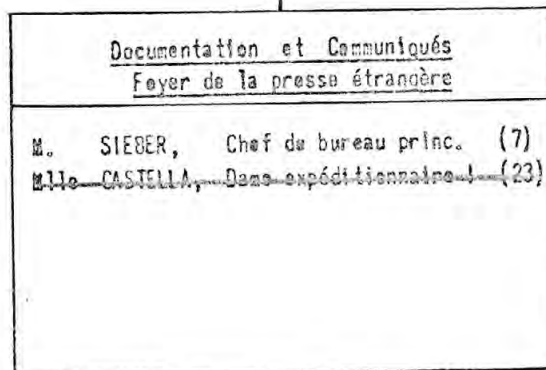 Documentation et Communiqués
Foyer de la presse étrangère
M. SIEBER, Chef de bureau princ. (7)
Mlle CASTELLA, Dame expéditionnaire I (23)